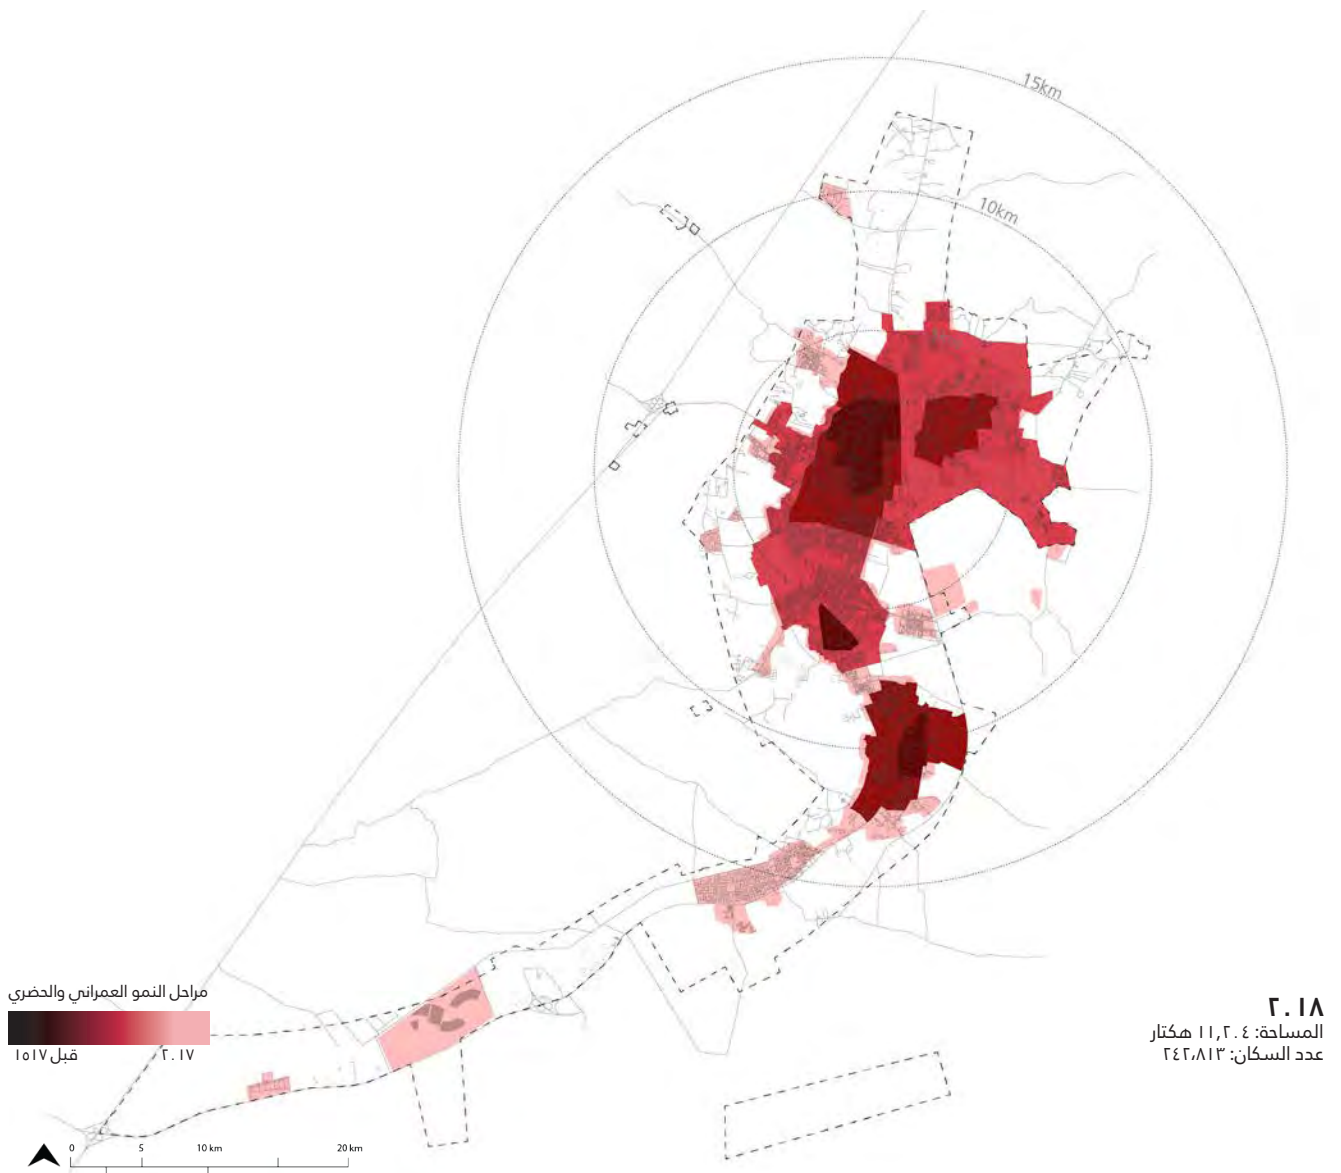 15km
10km
مراحل النمو العمراني والحضري
قبل ١٥١٧
٢٠١٧
٢٠١٨
المساحة: ١١,٢٠٤ هكتار
عدد السكان: ٢٤٢،٨١٣
0 5 10 km 20 km